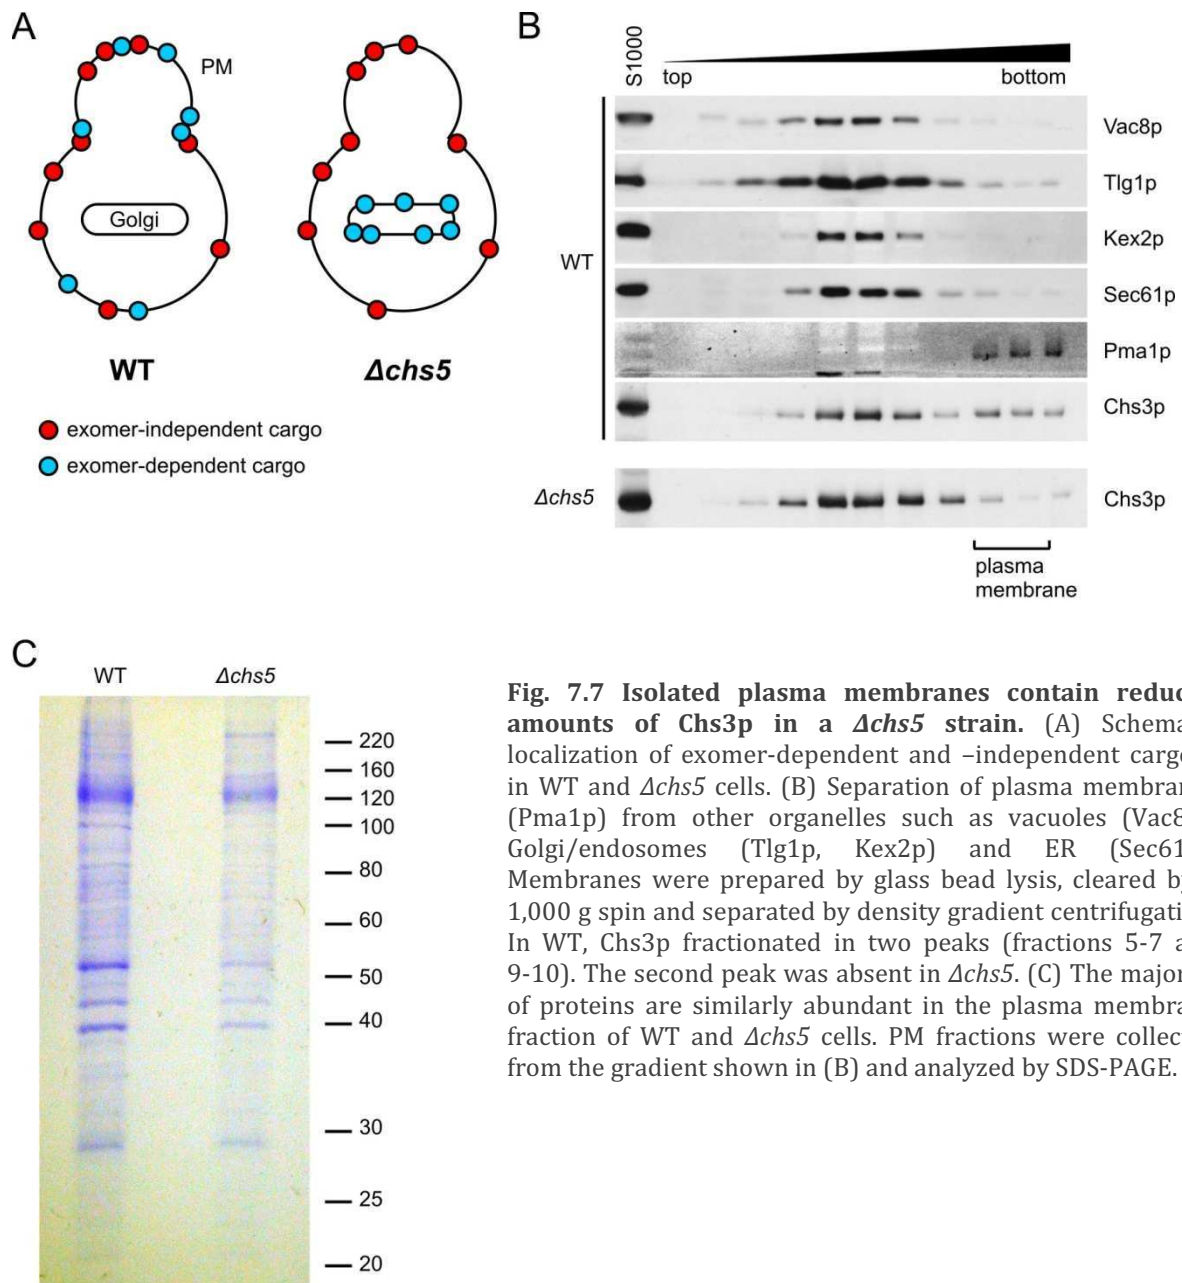 A
PM
Golgi
WT
Δchs5
exomer-independent cargo
exomer-dependent cargo
B
S1000
top
bottom
WT
Vac8p
Tlg1p
Kex2p
Sec61p
Pma1p
Chs3p
Δchs5
Chs3p
plasma
membrane
C
WT
Δchs5
220
160
120
100
80
60
50
40
30
25
20
Fig. 7.7 Isolated plasma membranes contain reduc
amounts of Chs3p in a Δchs5 strain. (A) Schema
localization of exomer-dependent and –independent cargo
in WT and Δchs5 cells. (B) Separation of plasma membran
(Pma1p) from other organelles such as vacuoles (Vac8
Golgi/endosomes (Tlg1p, Kex2p) and ER (Sec61
Membranes were prepared by glass bead lysis, cleared by
1,000 g spin and separated by density gradient centrifugati
In WT, Chs3p fractionated in two peaks (fractions 5-7 a
9-10). The second peak was absent in Δchs5. (C) The major
of proteins are similarly abundant in the plasma membra
fraction of WT and Δchs5 cells. PM fractions were collect
from the gradient shown in (B) and analyzed by SDS-PAGE.